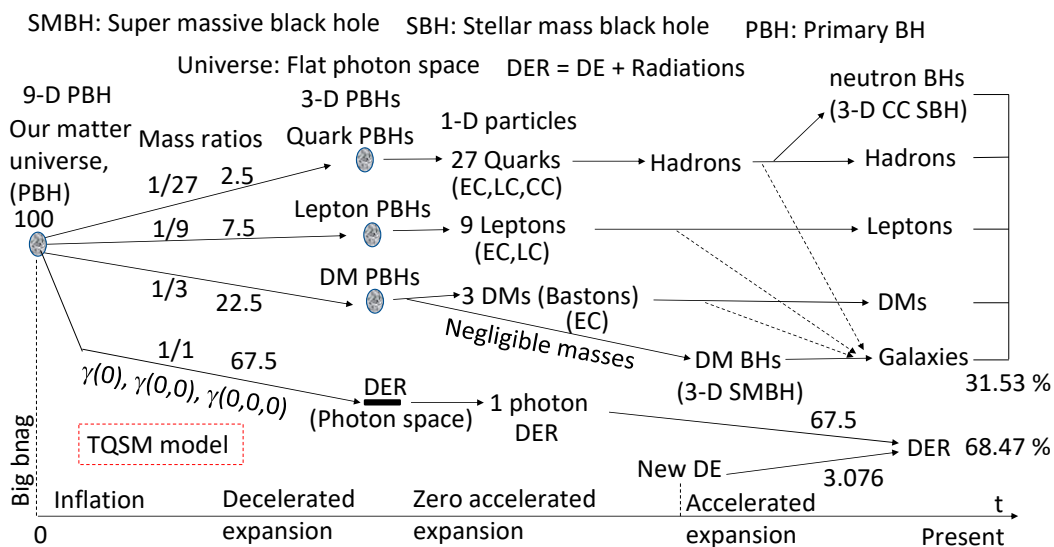 SMBH: Super massive black hole
SBH: Stellar mass black hole
PBH: Primary BH
Universe: Flat photon space
DER = DE + Radiations
9-D PBH
Our matter
universe,
(PBH)
100
Mass ratios
3-D PBHs
Quark PBHs
1-D particles
27 Quarks
(EC,LC,CC)
Hadrons
neutron BHs
(3-D CC SBH)
Hadrons
1/27
2.5
Lepton PBHs
9 Leptons
(EC,LC)
Leptons
1/9
7.5
DM PBHs
3 DMs (Bastons)
(EC)
DMs
1/3
22.5
Negligible masses
DM BHs
(3-D SMBH)
Galaxies
31.53 %
1/1
67.5
γ(0), γ(0,0), γ(0,0,0)
DER
(Photon space)
1 photon
DER
67.5
DER
68.47 %
New DE
3.076
TQSM model
Big bnag
Inflation
Decelerated
expansion
Zero accelerated
expansion
Accelerated
expansion
t
0
Present